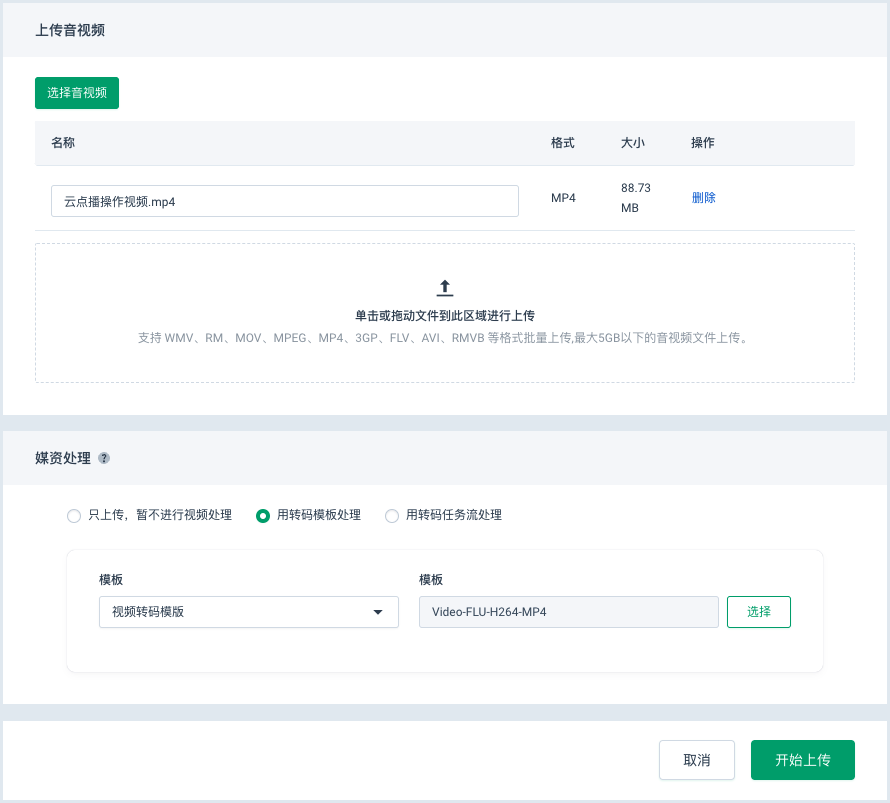 上传音视频
选择音视频
名称 格式 大小 操作
云点播操作视频.mp4 MP4 88.73 MB 删除
单击或拖动文件到此区域进行上传
支持 WMV、RM、MOV、MPEG、MP4、3GP、FLV、AVI、RMVB 等格式批量上传,最大5GB以下的音视频文件上传。
媒资处理 ?
只上传，暂不进行视频处理 用转码模板处理 用转码任务流处理
模板 模板
视频转码模版 Video-FLU-H264-MP4 选择
取消 开始上传